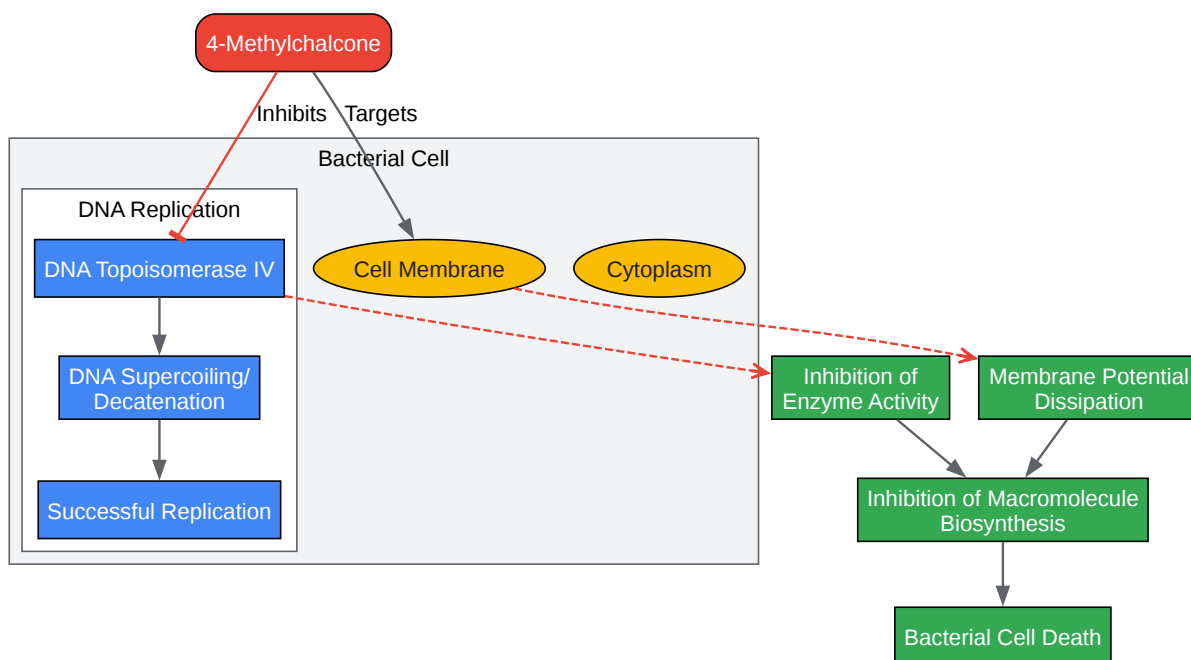 4-Methylchalcone
Inhibits
Targets
Bacterial Cell
DNA Replication
DNA Topoisomerase IV
Cell Membrane
Cytoplasm
DNA Supercoiling/
Decatenation
Inhibition of
Enzyme Activity
Membrane Potential
Dissipation
Successful Replication
Inhibition of Macromolecule
Biosynthesis
Bacterial Cell Death